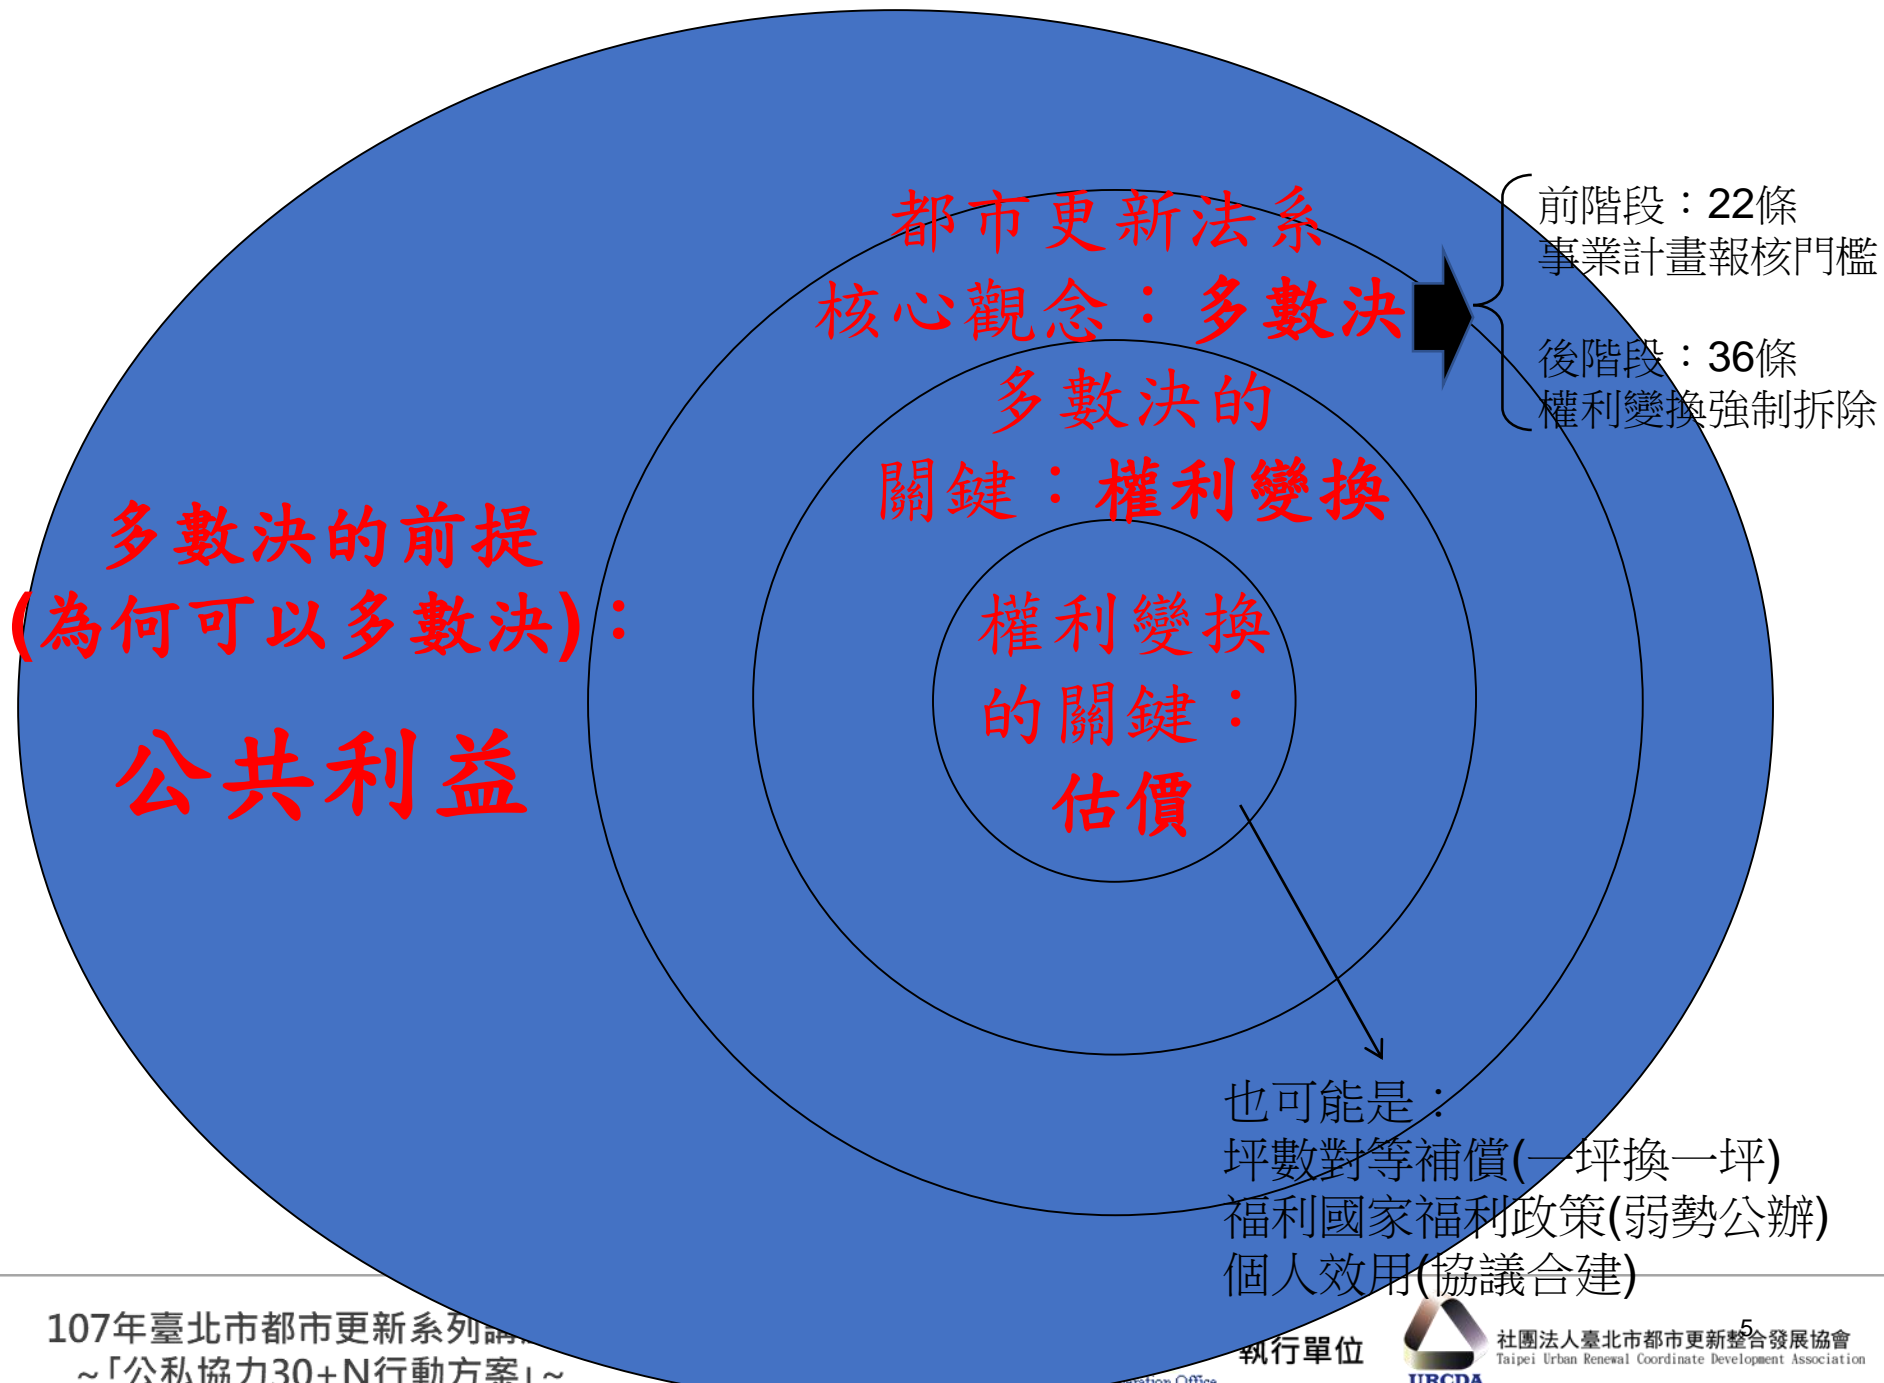 都市更新法系
核心觀念：多數決
前階段：22條
事業計畫報核門檻
後階段：36條
權利變換強制拆除
多數決的
關鍵：權利變換
多數決的前提
(為何可以多數決)：
公共利益
權利變換
的關鍵：
估價
也可能是：
坪數對等補償(一坪換一坪)
福利國家福利政策(弱勢公辦)
個人效用(協議合建)
107年臺北市都市更新系列講
~「公私協力30+N行動方案」~
執行單位
Office
社團法人臺北市都市更新整合發展協會
Taipei Urban Renewal Coordinate Development Association
URCDA
5